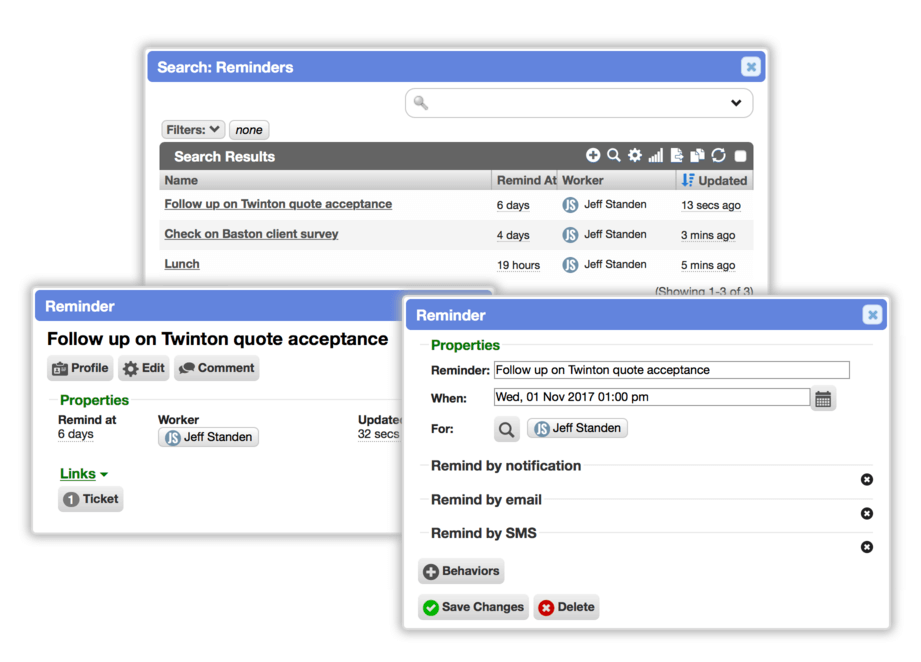 Search: Reminders
Filters: none
Search Results
Name Remind At Worker Updated
Follow up on Twinton quote acceptance 6 days JS Jeff Standen 13 secs ago
Check on Baston client survey 4 days JS Jeff Standen 3 mins ago
Lunch 19 hours JS Jeff Standen 5 mins ago
(Showing 1-3 of 3)
Reminder
Follow up on Twinton quote acceptance
Profile Edit Comment
Properties
Remind at Worker Update
6 days JS Jeff Standen 32 secs
Links
1 Ticket
Reminder
Properties
Reminder: Follow up on Twinton quote acceptance
When: Wed, 01 Nov 2017 01:00 pm
For: JS Jeff Standen
Remind by notification
Remind by email
Remind by SMS
Behaviors
Save Changes Delete